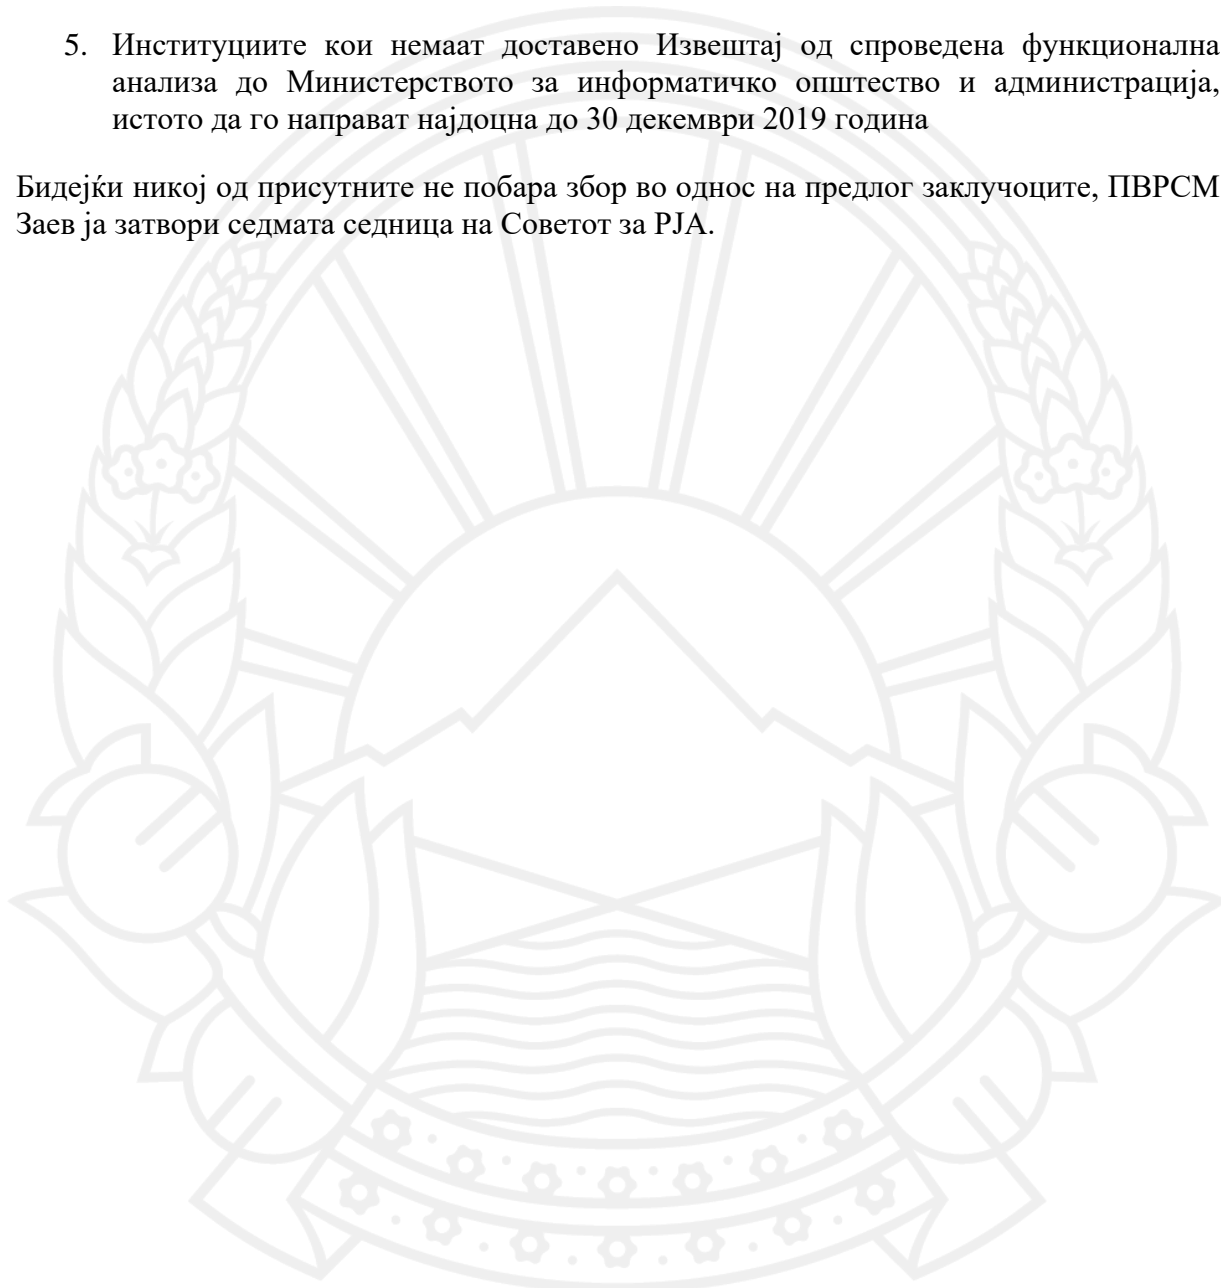 5. Институциите кои немаат доставено Извештај од спроведена функционална
анализа до Министерството за информатичко општество и администрација,
истото да го направат најдоцна до 30 декември 2019 година
Бидејќи никој од присутните не побара збор во однос на предлог заклучоците, ПВРСМ
Заев ја затвори седмата седница на Советот за РЈА.